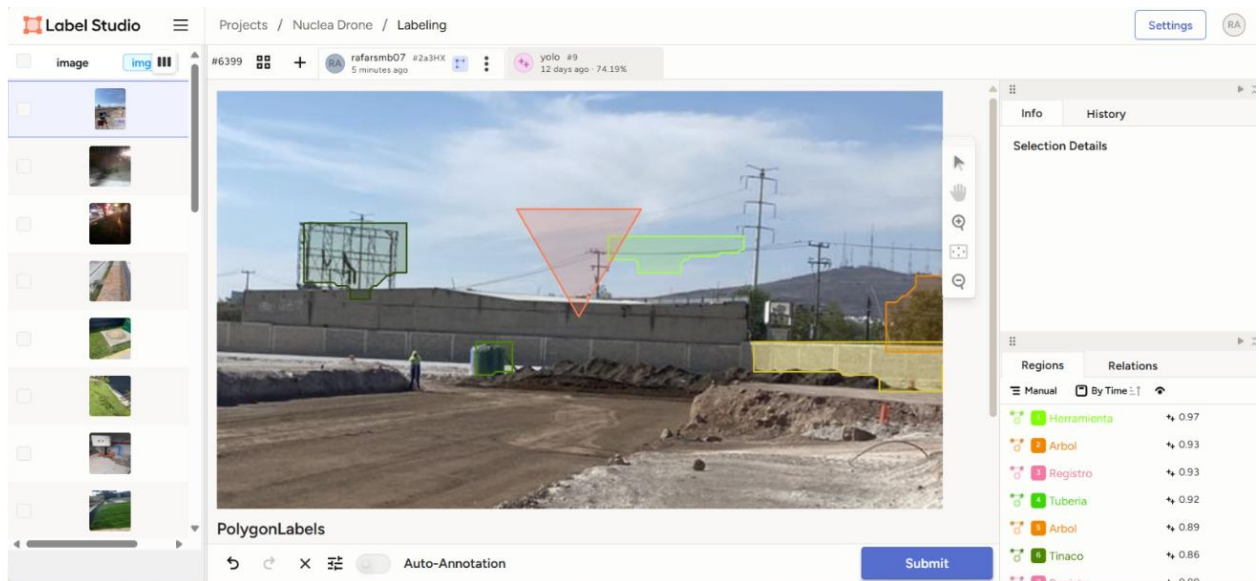 Label Studio
Projects / Nuclea Drone / Labeling
Settings
RA
image
img
#6399
RA
rafarsmb07 #2a3HX
5 minutes ago
yolo #9
12 days ago · 74.19%
Info
History
Selection Details
Regions
Relations
Manual
By Time
1 Herramienta 0.97
2 Arbol 0.93
3 Registro 0.93
4 Tuberia 0.92
5 Arbol 0.89
6 Tinaco 0.86
PolygonLabels
Auto-Annotation
Submit